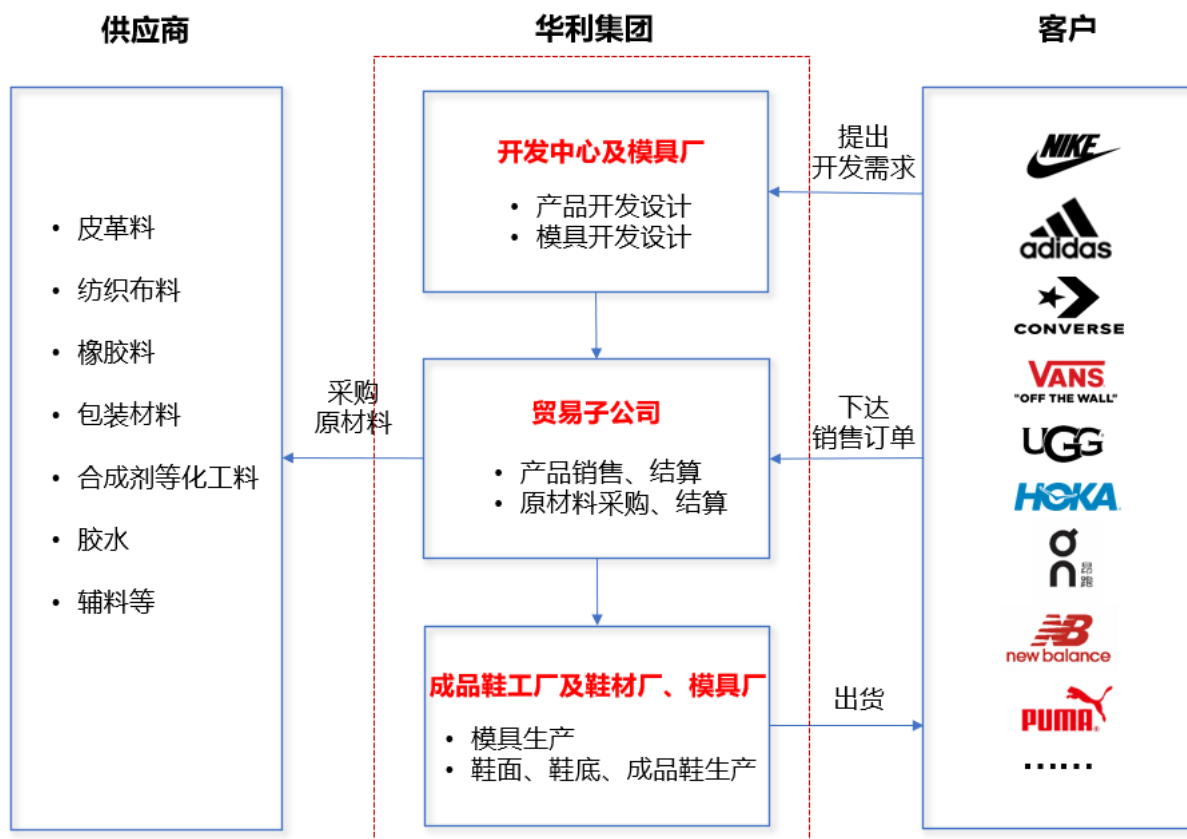 供应商
华利集团
客户
• 皮革料
• 纺织布料
• 橡胶料
• 包装材料
• 合成剂等化工料
• 胶水
• 辅料等
采购
原材料
开发中心及模具厂
• 产品开发设计
• 模具开发设计
贸易子公司
• 产品销售、结算
• 原材料采购、结算
成品鞋工厂及鞋材厂、模具厂
• 模具生产
• 鞋面、鞋底、成品鞋生产
提出
开发需求
下达
销售订单
出货
NIKE
adidas
CONVERSE
VANS
"OFF THE WALL"
UGG
HOKA
on
昂
跑
NB
new balance
PUMA
……